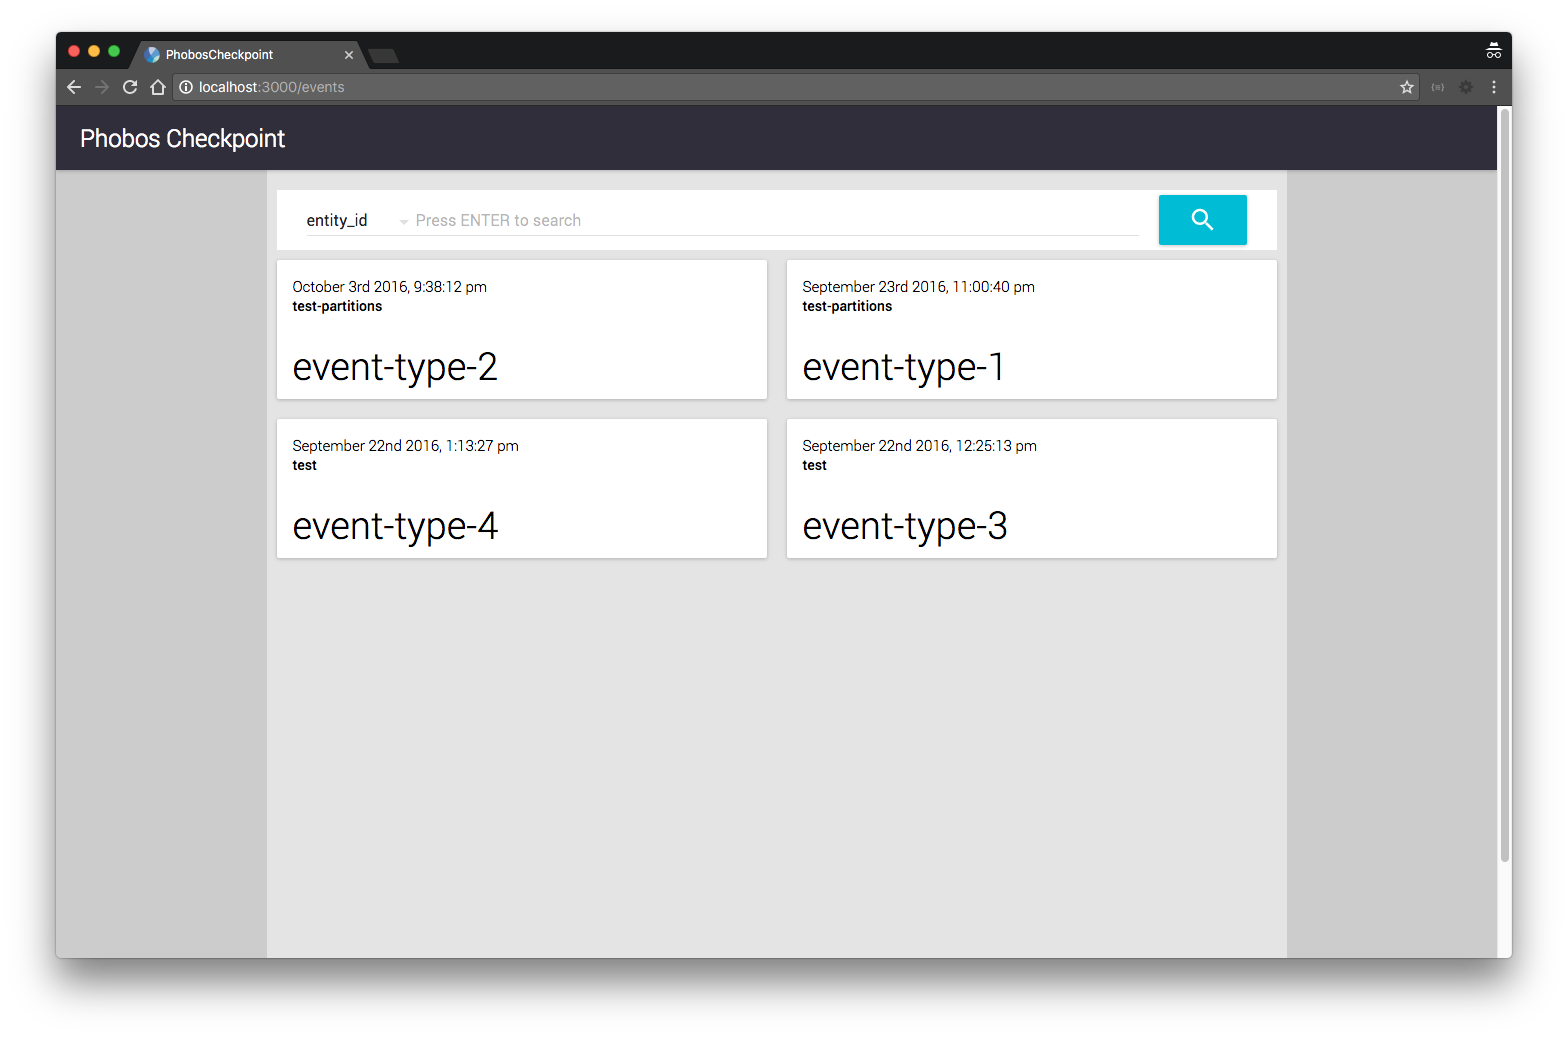 PhobosCheckpoint
localhost:3000/events
Phobos Checkpoint
entity_id
Press ENTER to search
October 3rd 2016, 9:38:12 pm
test-partitions
event-type-2
September 23rd 2016, 11:00:40 pm
test-partitions
event-type-1
September 22nd 2016, 1:13:27 pm
test
event-type-4
September 22nd 2016, 12:25:13 pm
test
event-type-3